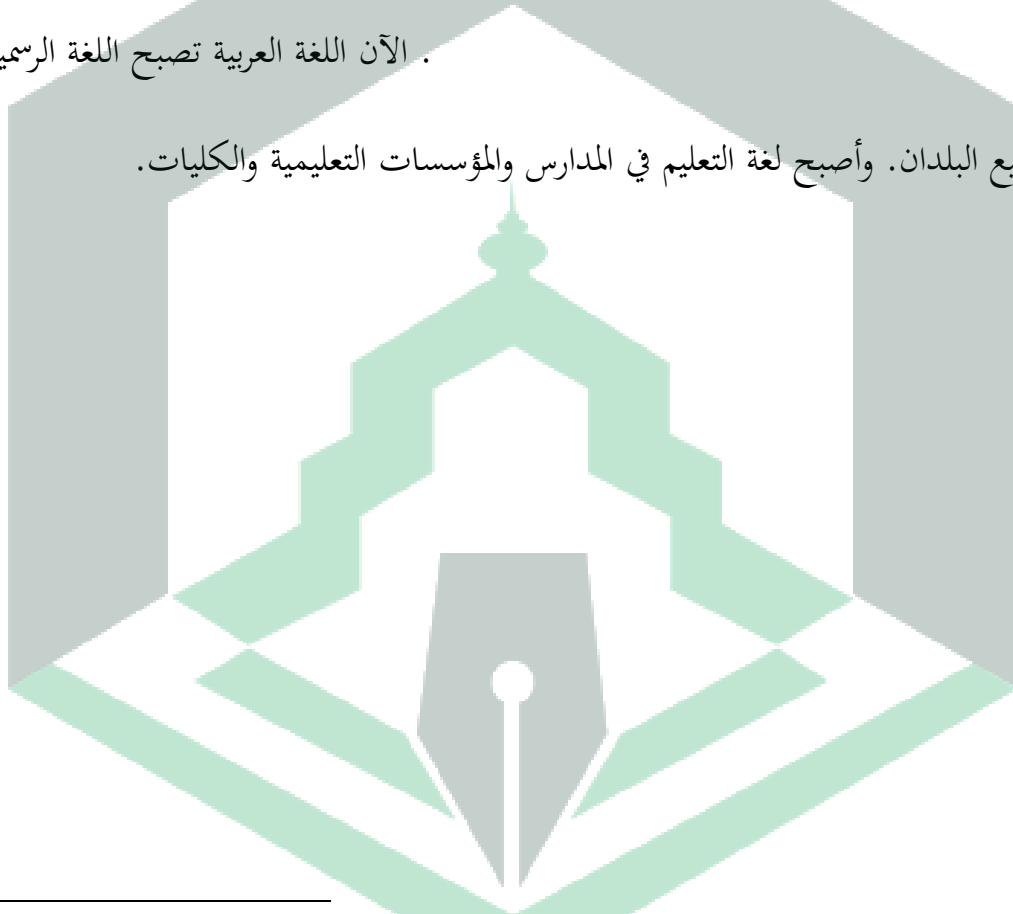 . الآن اللغة العربية تصبح اللغة
البلدان. وأصبح لغة التعليم في المدارس والمؤسسات التعليمية والكليات.